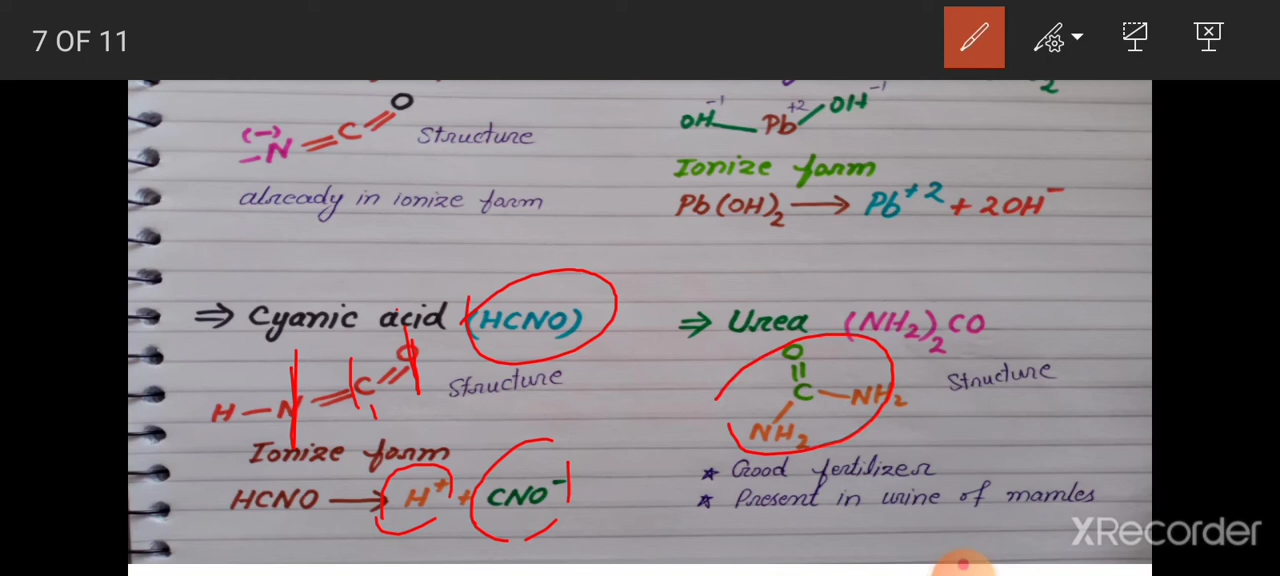 7 OF 11
2
O
(-)
-N=C Structure
already in ionize form
OH⁻¹ Pb⁺² OH⁻¹
Ionize form
Pb(OH)₂ → Pb⁺² + 2OH⁻
⇒ Cyanic acid (HCNO)
O
H-N=C Structure
Ionize form
HCNO → H⁺ + CNO⁻
⇒ Urea (NH₂)₂CO
O
C-NH₂ Structure
NH₂
* Good fertilizer
* Present in urine of mamles
XRecorder